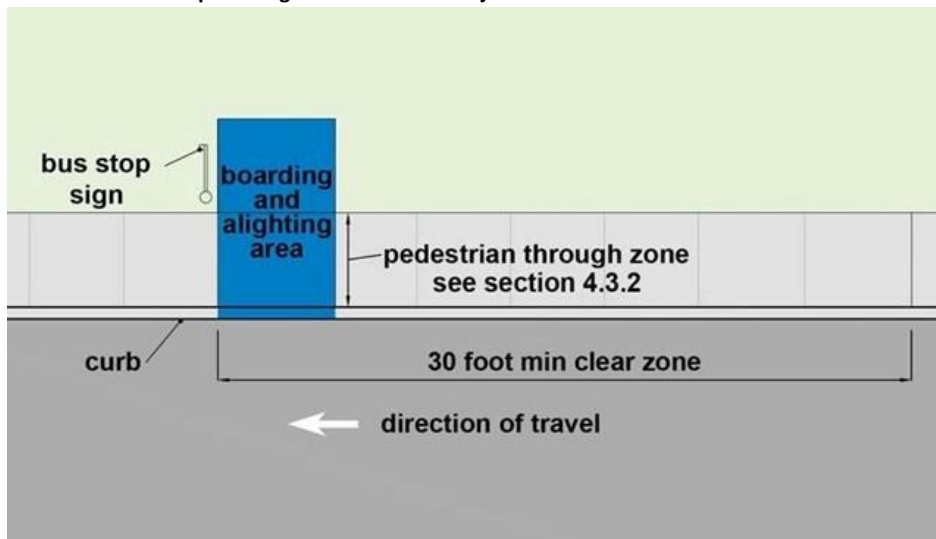 bus stop
sign
boarding
and
alighting
area
pedestrian through zone
see section 4.3.2
curb
30 foot min clear zone
direction of travel